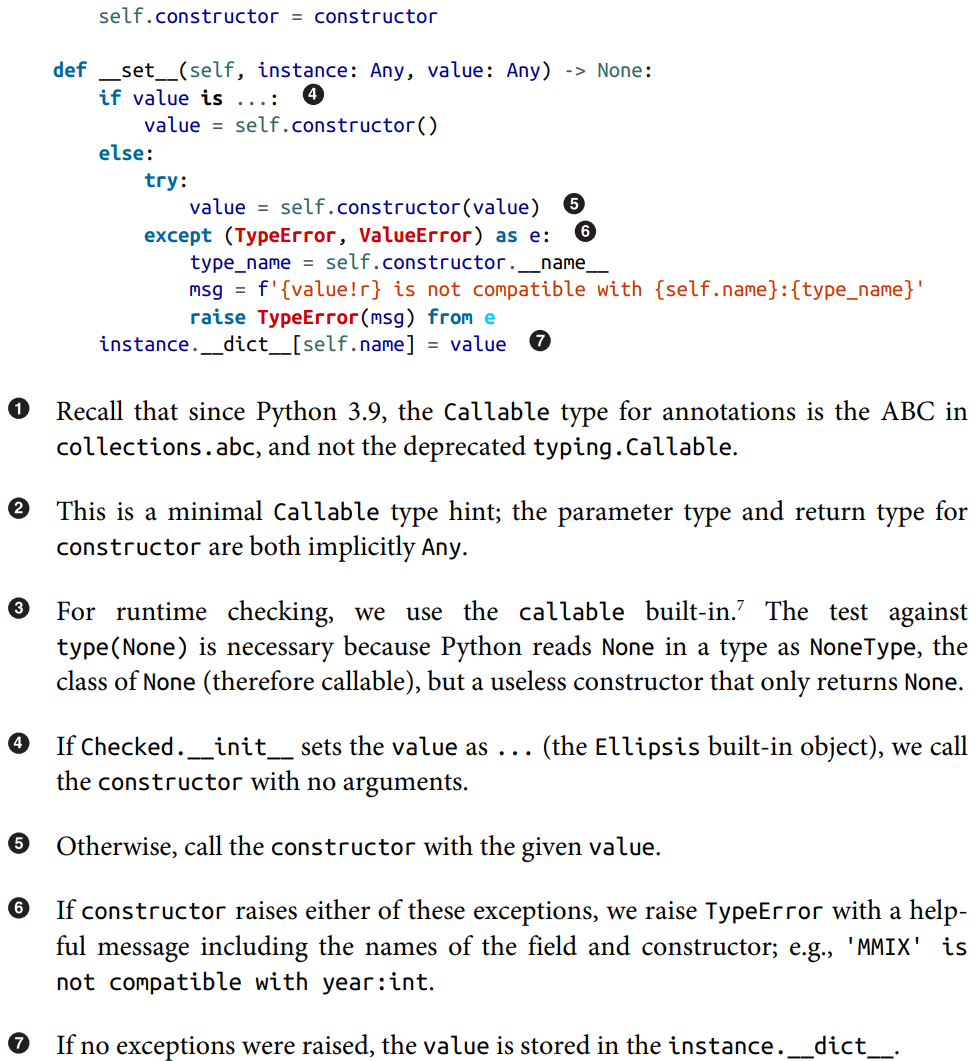 self.constructor = constructor
def __set__(self, instance: Any, value: Any) -> None:
if value is ...: ❹
value = self.constructor()
else:
try:
value = self.constructor(value) ❺
except (TypeError, ValueError) as e: ❻
type_name = self.constructor.__name__
msg = f'{value!r} is not compatible with {self.name}:{type_name}'
raise TypeError(msg) from e
instance.__dict__[self.name] = value ❼
❶ Recall that since Python 3.9, the Callable type for annotations is the ABC in
collections.abc, and not the deprecated typing.Callable.
❷ This is a minimal Callable type hint; the parameter type and return type for
constructor are both implicitly Any.
❸ For runtime checking, we use the callable built-in.7 The test against
type(None) is necessary because Python reads None in a type as NoneType, the
class of None (therefore callable), but a useless constructor that only returns None.
❹ If Checked.__init__ sets the value as ... (the Ellipsis built-in object), we call
the constructor with no arguments.
❺ Otherwise, call the constructor with the given value.
❻ If constructor raises either of these exceptions, we raise TypeError with a help-
ful message including the names of the field and constructor; e.g., 'MMIX' is
not compatible with year:int.
❼ If no exceptions were raised, the value is stored in the instance.__dict__.